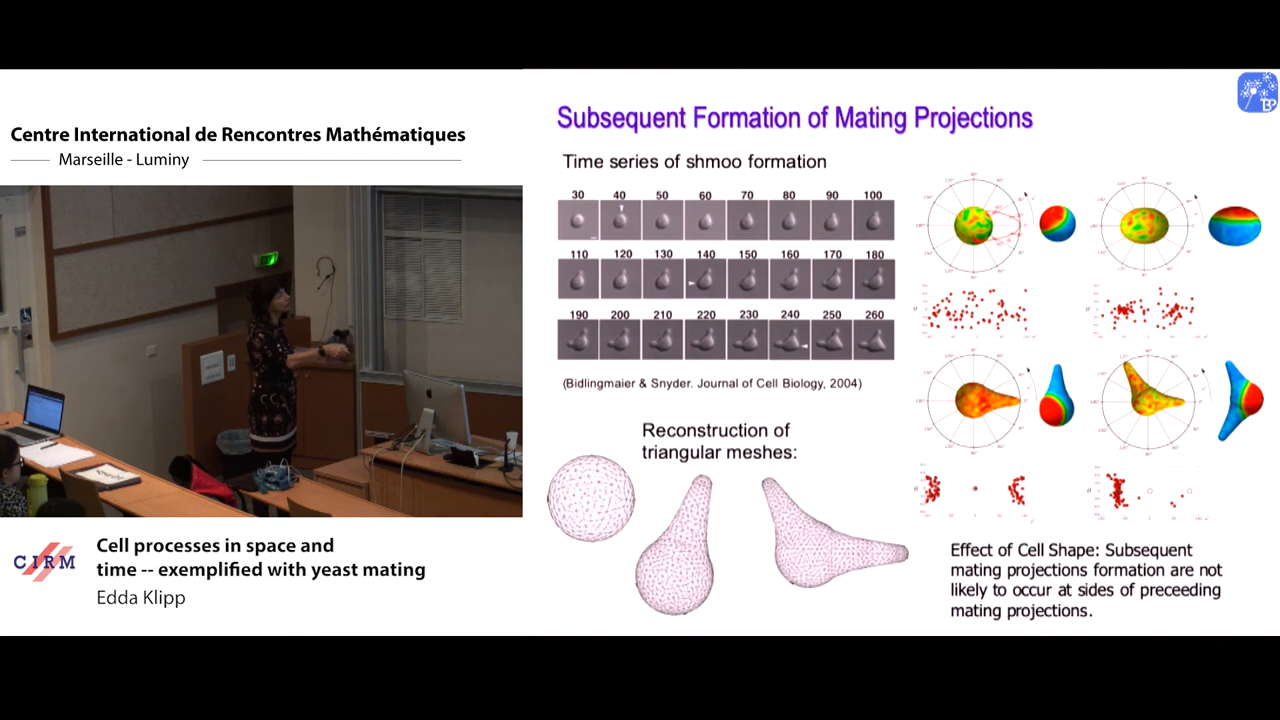 Centre International de Rencontres Mathématiques
Marseille - Luminy
CIRM
Cell processes in space and
time -- exemplified with yeast mating
Edda Klipp
Subsequent Formation of Mating Projections
Time series of shmoo formation
30 40 50 60 70 80 90 100
110 120 130 140 150 160 170 180
190 200 210 220 230 240 250 260
(Bidlingmaier & Snyder. Journal of Cell Biology, 2004)
Reconstruction of
triangular meshes:
Effect of Cell Shape: Subsequent
mating projections formation are not
likely to occur at sides of preceeding
mating projections.